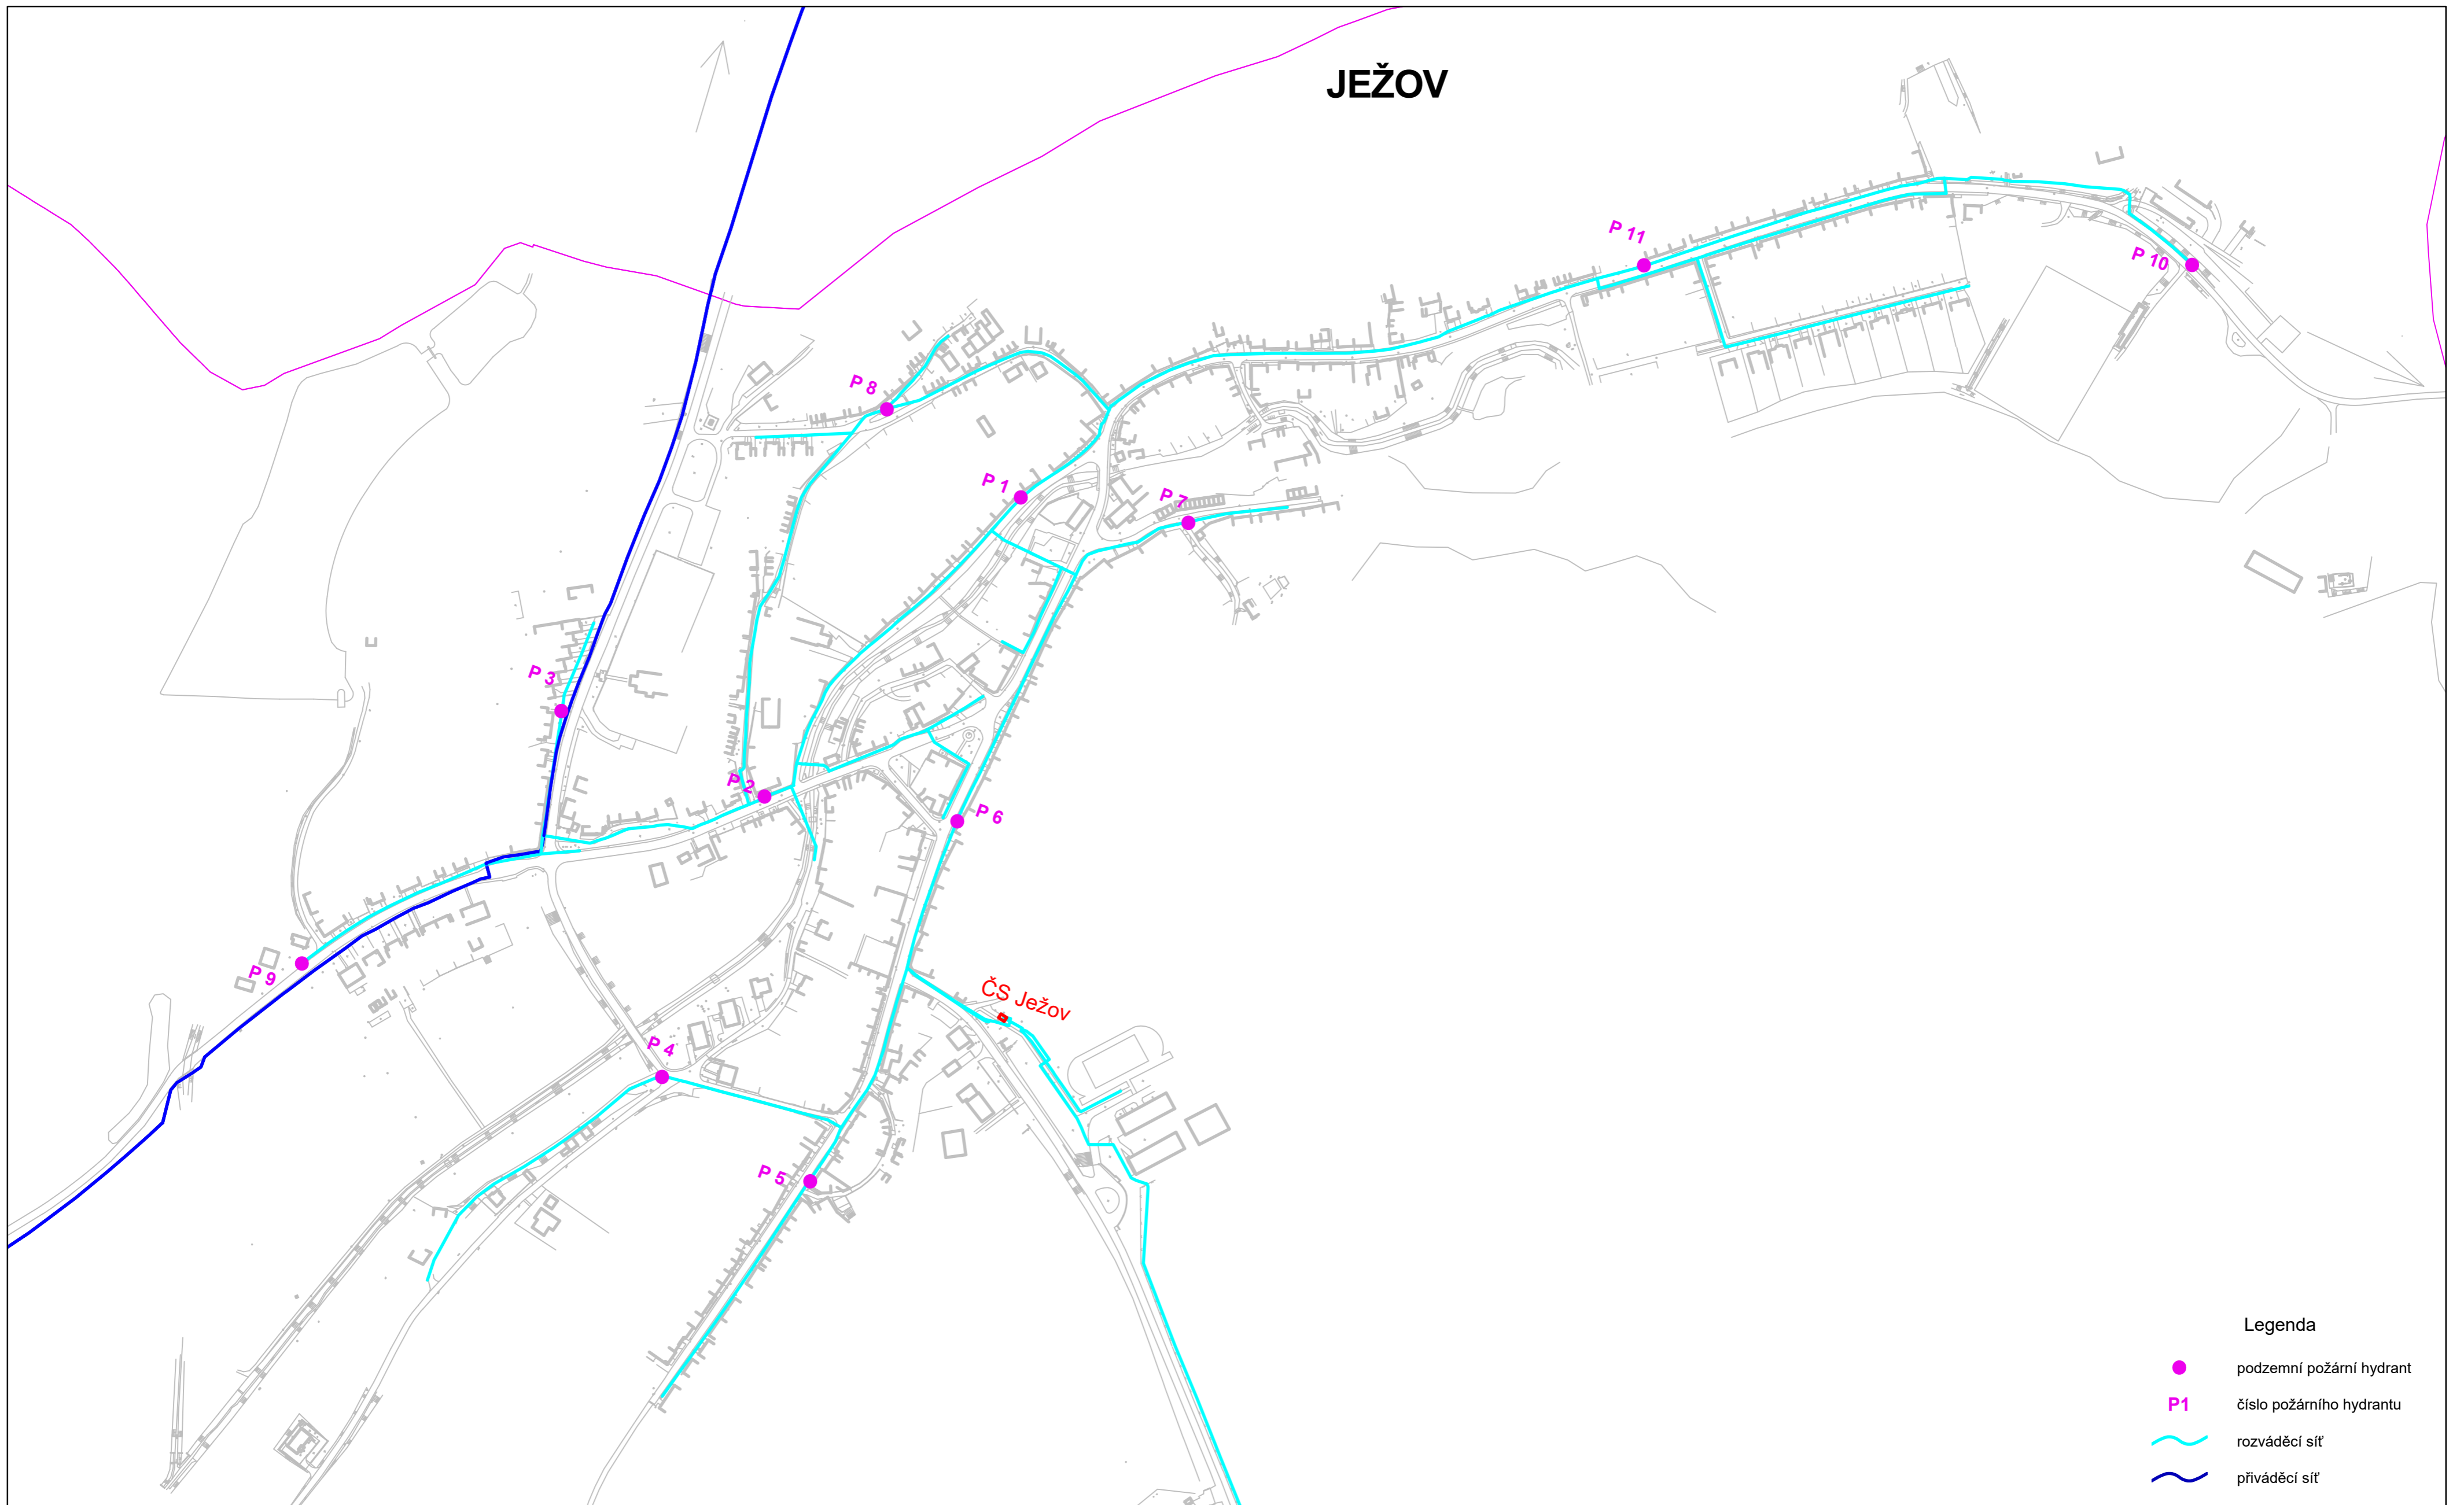 JEŽOV
P 11
P 10
P 8
P 1
P 7
P 3
P 2
P 6
P 9
ČS Ježov
P 4
P 5
Legenda
podzemní požární hydrant
P1 číslo požárního hydrantu
rozváděcí síť
přiváděcí síť